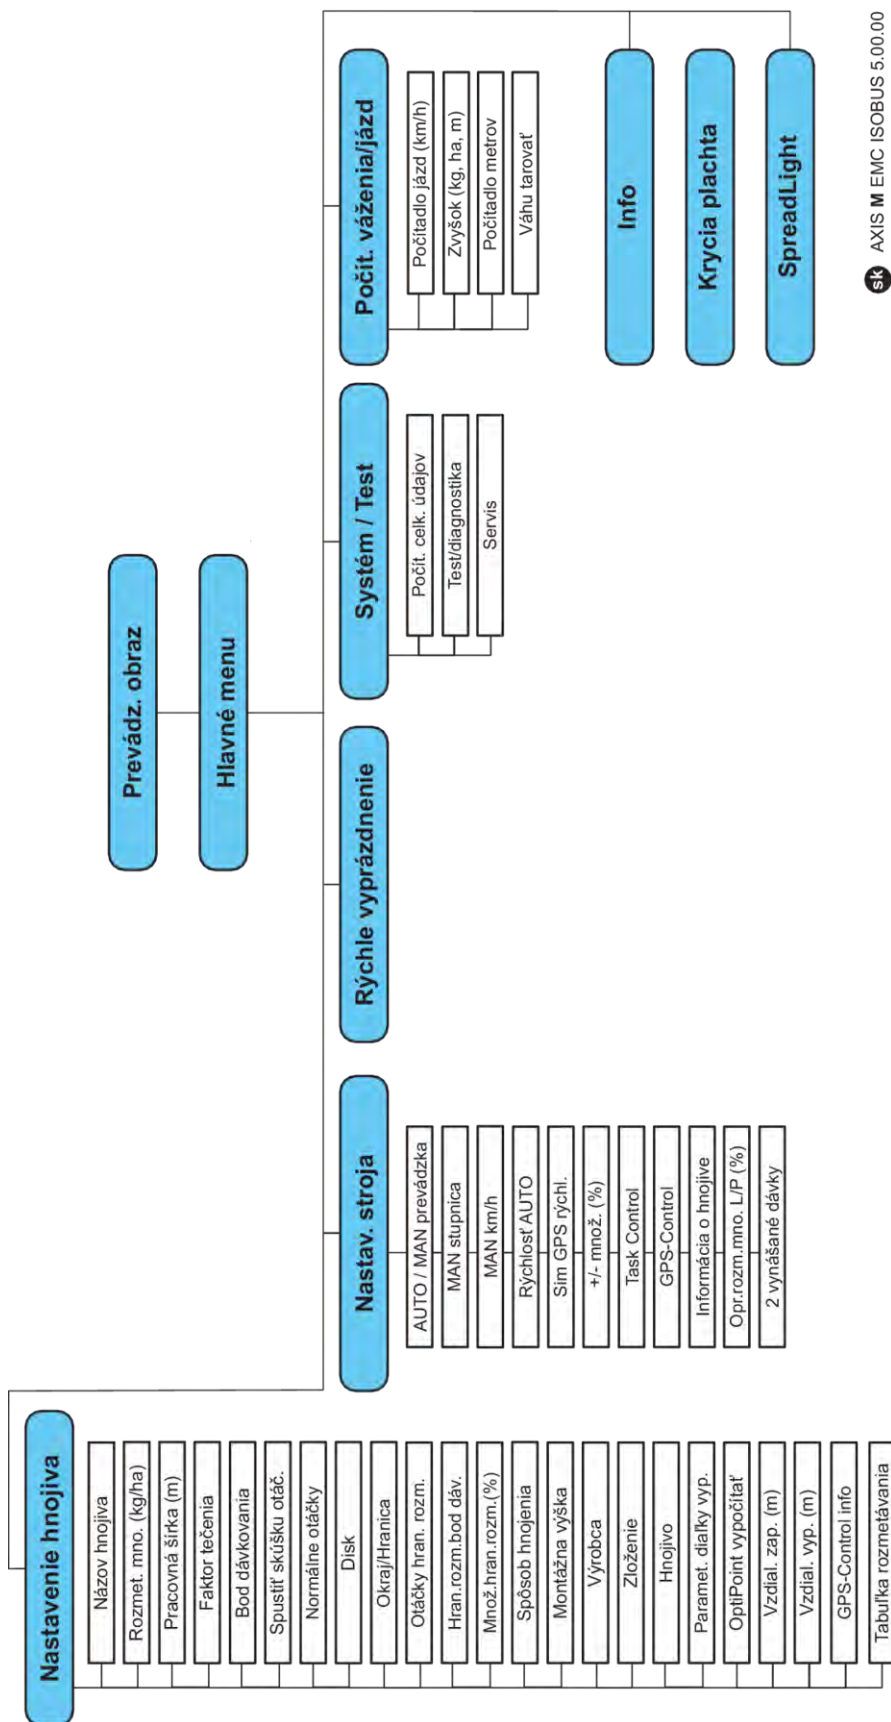 Prevádz. obraz
Hlavné menu
Nastavenie hnojiva
Názov hnojiva
Rozmet. mno. (kg/ha)
Pracovná šírka (m)
Faktor tečenia
Bod dávkovania
Spustiť skúšku otáč.
Normálne otáčky
Disk
Okraj/Hranica
Otáčky hran. rozm.
Hran.rozm.bod dáv.
Množ.hran.rozm.(%)
Spôsob hnojenia
Montážna výška
Výrobca
Zloženie
Hnojivo
Paramet. diaľky vyp.
OptiPoint vypočítať
Vzdial. zap. (m)
Vzdial. vyp. (m)
GPS-Control info
Tabuľka rozmetávania
Nastav. stroja
AUTO / MAN prevádzka
MAN stupnica
MAN km/h
Rýchlosť AUTO
Sim GPS rýchl.
+/- množ. (%)
Task Control
GPS-Control
Informácia o hnojive
Opr.rozm.mno. L/P (%)
2 vynášané dávky
Rýchle vyprázdnenie
Systém / Test
Počít. celk. údajov
Test/diagnostika
Servis
Počít. váženia/jázd
Počítadlo jázd (km/h)
Zvyšok (kg, ha, m)
Počítadlo metrov
Váhu tarovať
Info
Krycia plachta
SpreadLight
sk AXIS M EMC ISOBUS 5.00.00